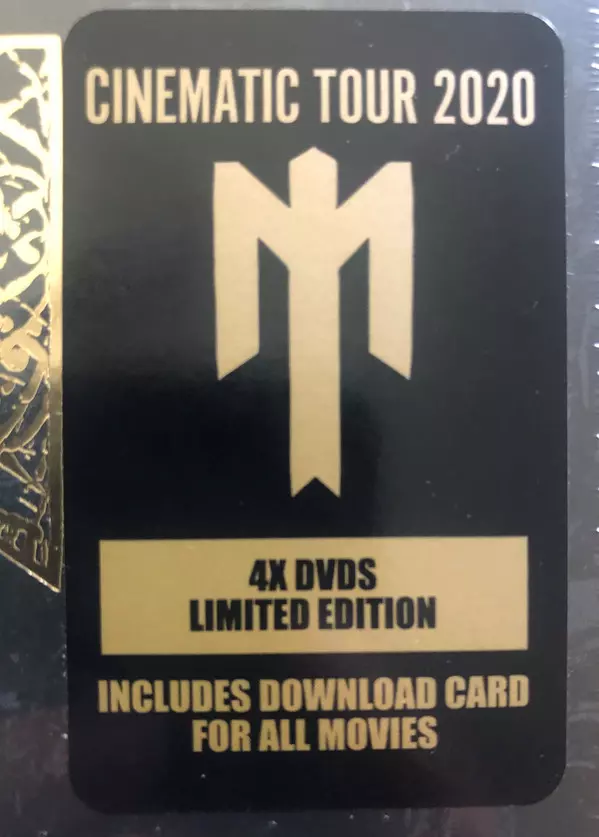 CINEMATIC TOUR 2020
4X DVDS
LIMITED EDITION
INCLUDES DOWNLOAD CARD
FOR ALL MOVIES